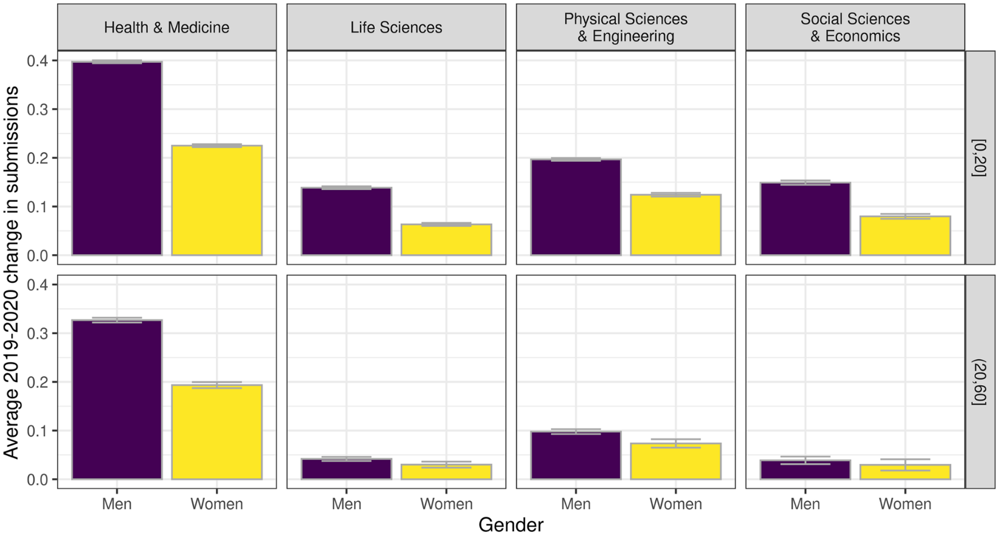 Health & Medicine
Life Sciences
Physical Sciences
& Engineering
Social Sciences
& Economics
Average 2019-2020 change in submissions
0.4
0.3
0.2
0.1
0.0
[0,20]
0.4
0.3
0.2
0.1
0.0
(20,60]
Men
Women
Men
Women
Men
Women
Men
Women
Gender